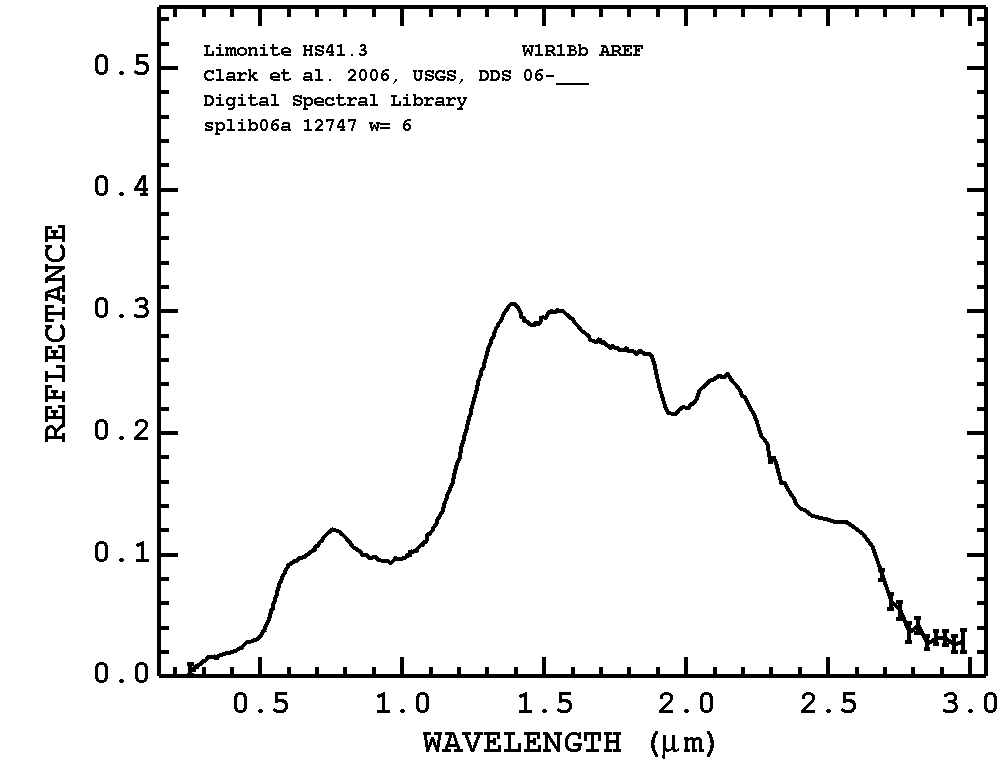 Limonite HS41.3 W1R1Bb AREF
Clark et al. 2006, USGS, DDS 06-___
Digital Spectral Library
splib06a 12747 w= 6
0.5
0.4
0.3
0.2
0.1
0.0
REFLECTANCE
0.5 1.0 1.5 2.0 2.5 3.0
WAVELENGTH (μm)